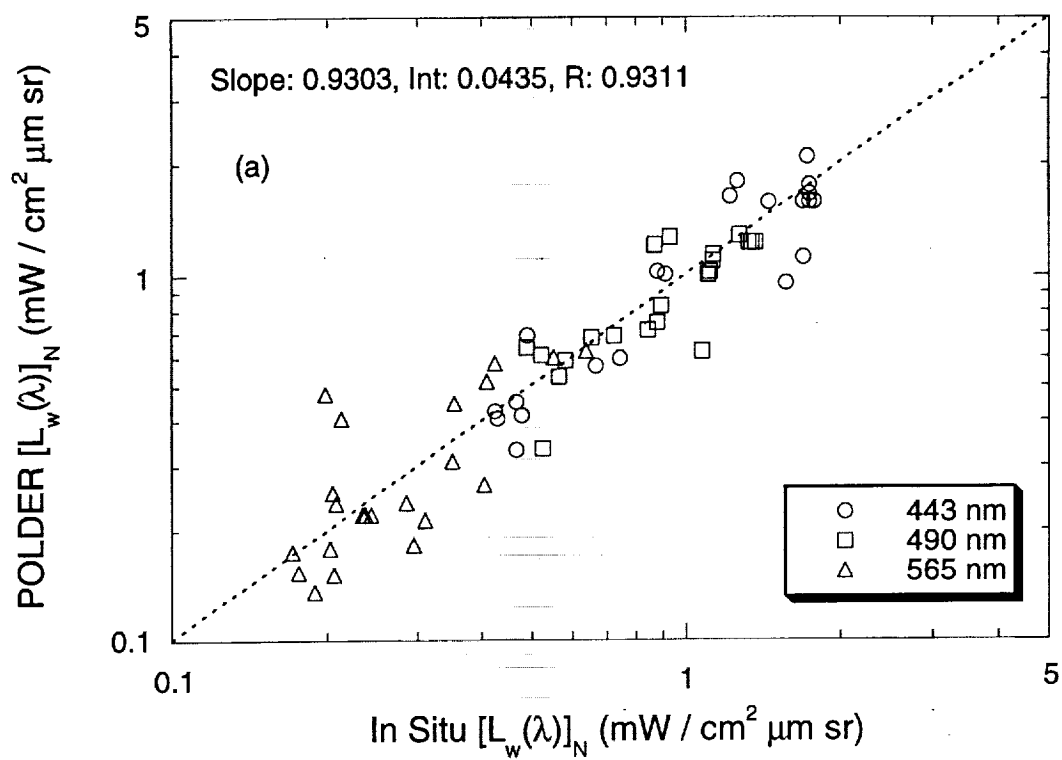 5
Slope: 0.9303, Int: 0.0435, R: 0.9311
(a)
POLDER [L_w(λ)]_N (mW / cm² μm sr)
1
443 nm
490 nm
565 nm
0.1
0.1
1
5
In Situ [L_w(λ)]_N (mW / cm² μm sr)